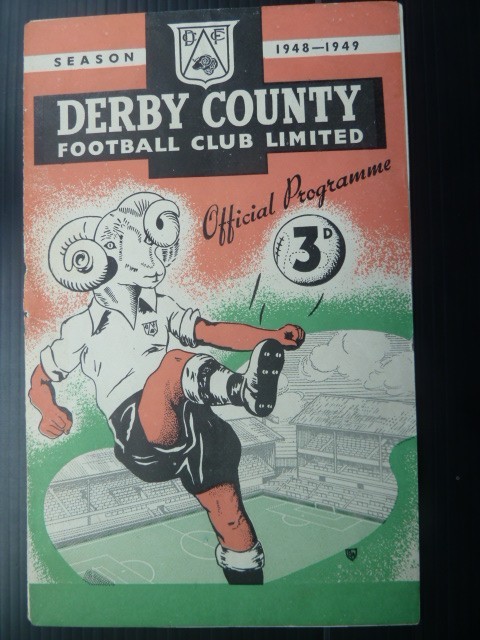 D F
C
SEASON
1948—1949
DERBY COUNTY
FOOTBALL CLUB LIMITED
Official Programme
3D